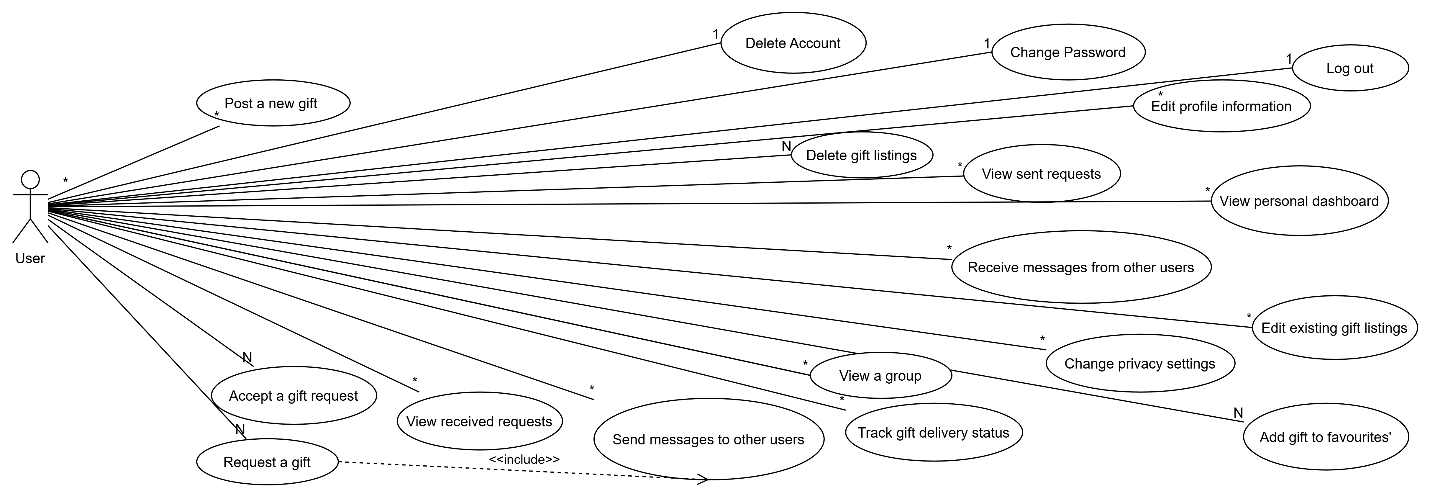 1
Delete Account
1
Change Password
1
Log out
Post a new gift
*
*
Edit profile information
N
Delete gift listings
*
View sent requests
*
*
View personal dashboard
User
*
Receive messages from other users
*
Edit existing gift listings
*
Change privacy settings
*
View a group
N
Accept a gift request
*
View received requests
*
Send messages to other users
*
Track gift delivery status
N
Add gift to favourites'
N
Request a gift
<<include>>